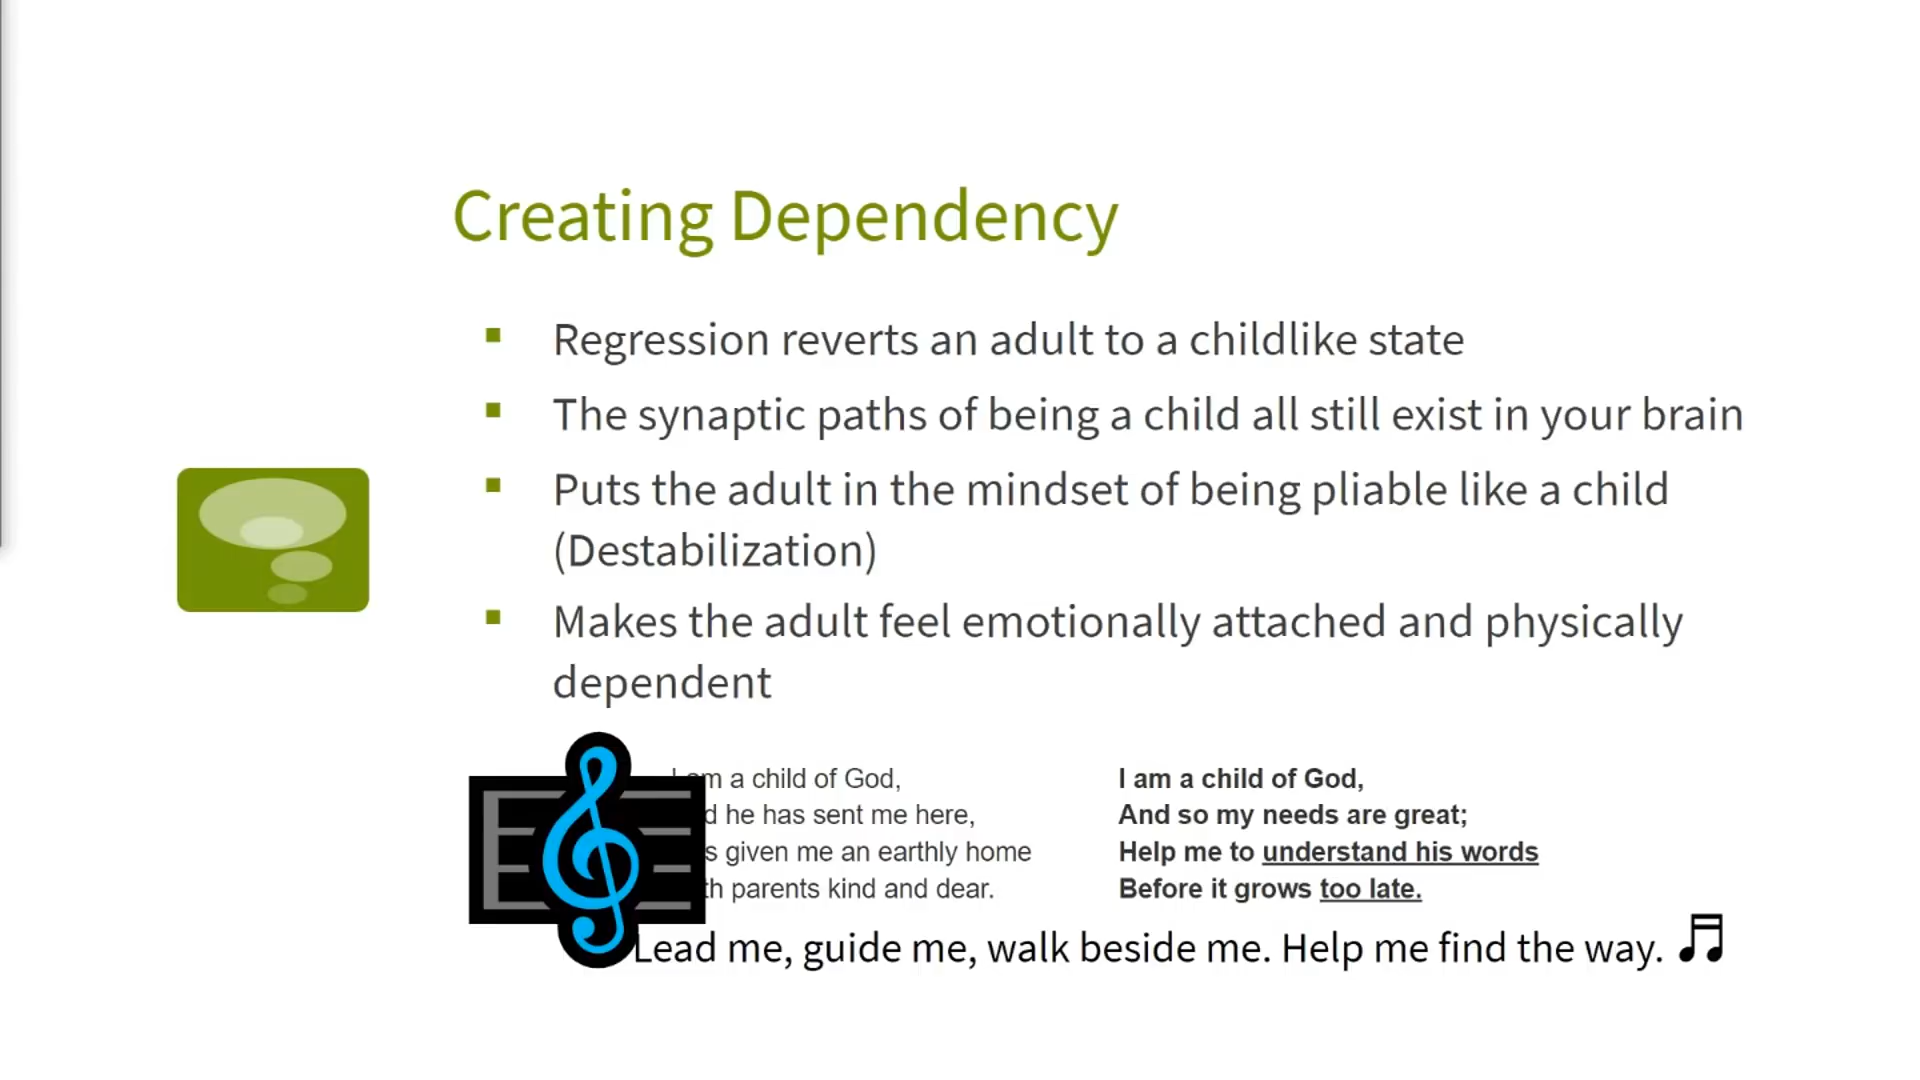 Creating Dependency
▪ Regression reverts an adult to a childlike state
▪ The synaptic paths of being a child all still exist in your brain
▪ Puts the adult in the mindset of being pliable like a child
(Destabilization)
▪ Makes the adult feel emotionally attached and physically
dependent
am a child of God,
he has sent me here,
given me an earthly home
parents kind and dear.
I am a child of God,
And so my needs are great;
Help me to understand his words
Before it grows too late.
Lead me, guide me, walk beside me. Help me find the way.